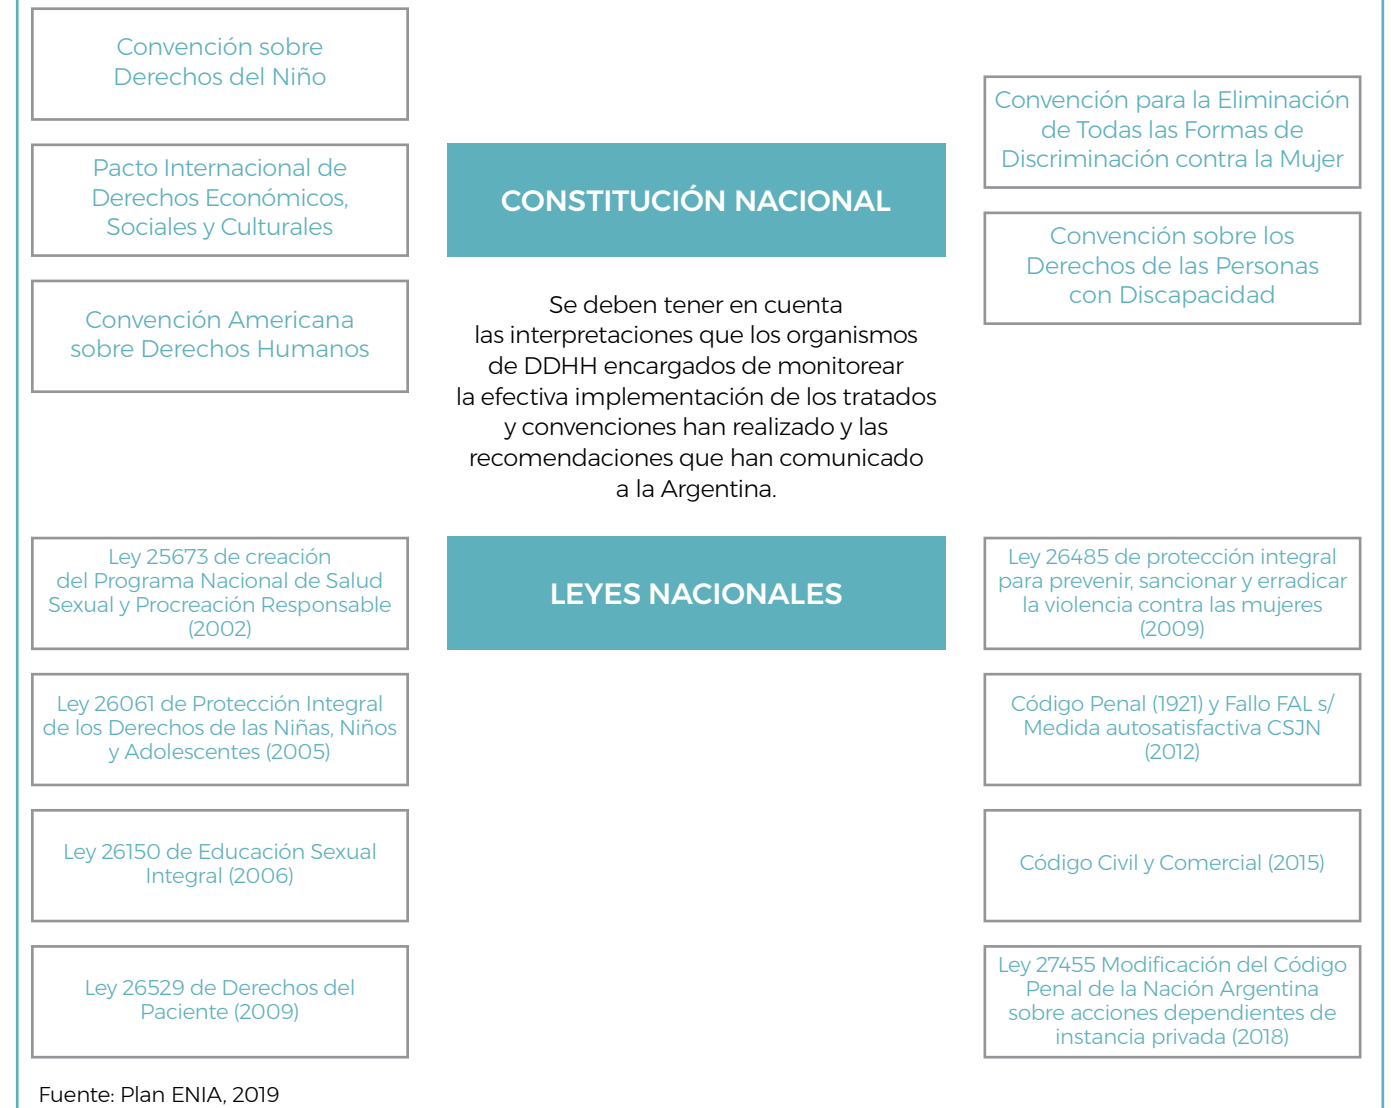 Convención sobre
Derechos del Niño
Pacto Internacional de
Derechos Económicos,
Sociales y Culturales
Convención Americana
sobre Derechos Humanos
CONSTITUCIÓN NACIONAL
Se deben tener en cuenta
las interpretaciones que los organismos
de DDHH encargados de monitorear
la efectiva implementación de los tratados
y convenciones han realizado y las
recomendaciones que han comunicado
a la Argentina.
Convención para la Eliminación
de Todas las Formas de
Discriminación contra la Mujer
Convención sobre los
Derechos de las Personas
con Discapacidad
Ley 25673 de creación
del Programa Nacional de Salud
Sexual y Procreación Responsable
(2002)
Ley 26061 de Protección Integral
de los Derechos de las Niñas, Niños
y Adolescentes (2005)
Ley 26150 de Educación Sexual
Integral (2006)
Ley 26529 de Derechos del
Paciente (2009)
LEYES NACIONALES
Ley 26485 de protección integral
para prevenir, sancionar y erradicar
la violencia contra las mujeres
(2009)
Código Penal (1921) y Fallo FAL s/
Medida autosatisfactiva CSJN
(2012)
Código Civil y Comercial (2015)
Ley 27455 Modificación del Código
Penal de la Nación Argentina
sobre acciones dependientes de
instancia privada (2018)
Fuente: Plan ENIA, 2019